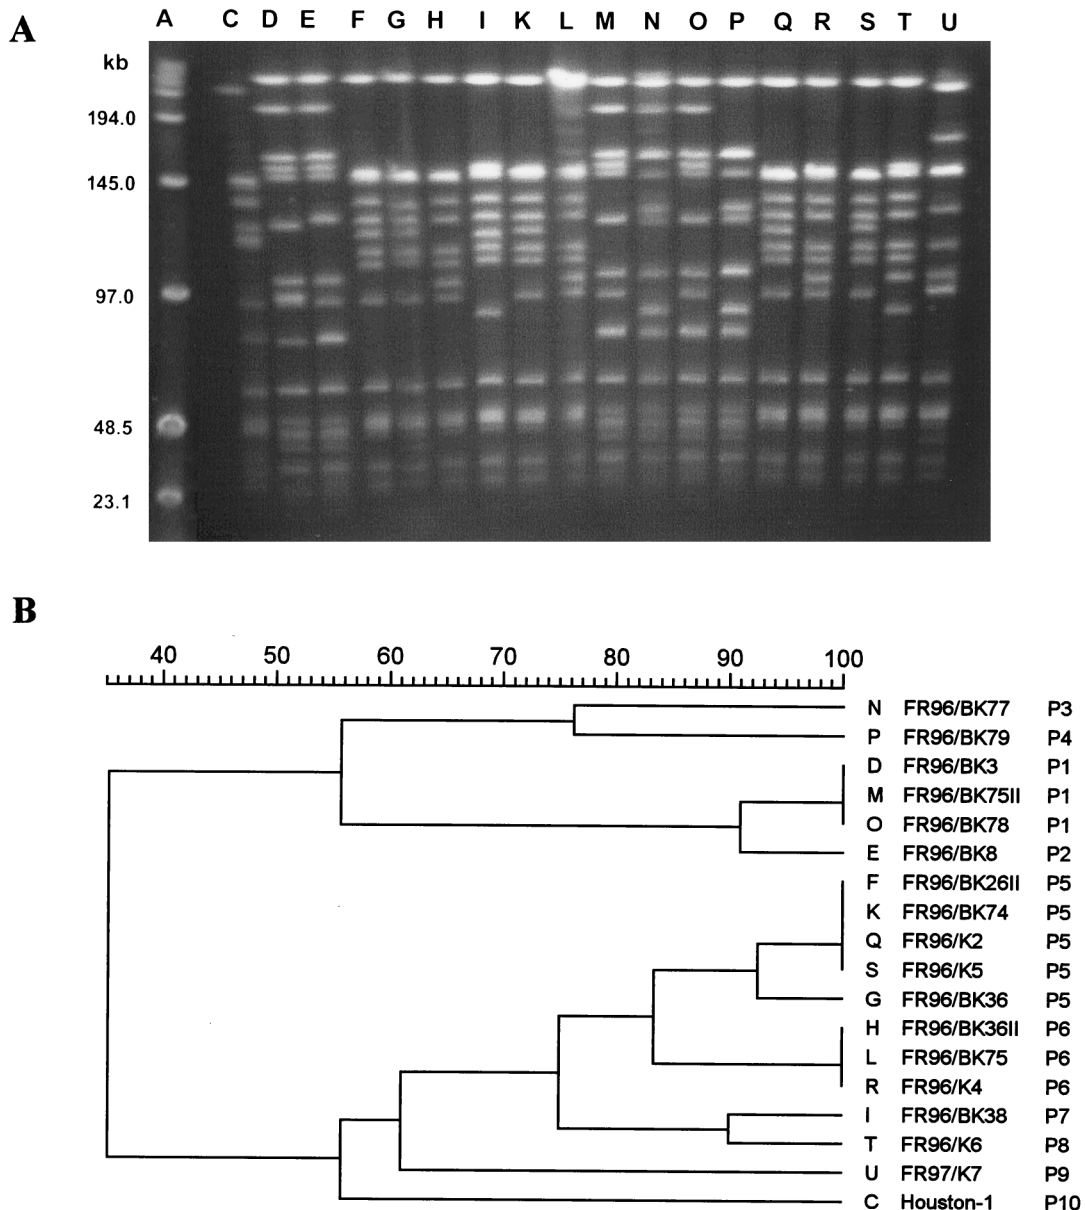 A
A C D E F G H I K L M N O P Q R S T U
kb
194.0
145.0
97.0
48.5
23.1
B
40 50 60 70 80 90 100
N FR96/BK77 P3
P FR96/BK79 P4
D FR96/BK3 P1
M FR96/BK75II P1
O FR96/BK78 P1
E FR96/BK8 P2
F FR96/BK26II P5
K FR96/BK74 P5
Q FR96/K2 P5
S FR96/K5 P5
G FR96/BK36 P5
H FR96/BK36II P6
L FR96/BK75 P6
R FR96/K4 P6
I FR96/BK38 P7
T FR96/K6 P8
U FR97/K7 P9
C Houston-1 P10